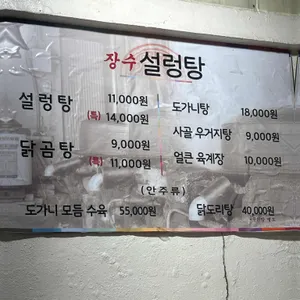 장수 설렁탕
설렁탕 11,000원
(특) 14,000원
닭곰탕 9,000원
(특) 11,000원
도가니탕 18,000원
사골 우거지탕 9,000원
얼큰 육계장 10,000원
(안주류)
도가니 모듬 수육 55,000원
닭도리탕 40,000원